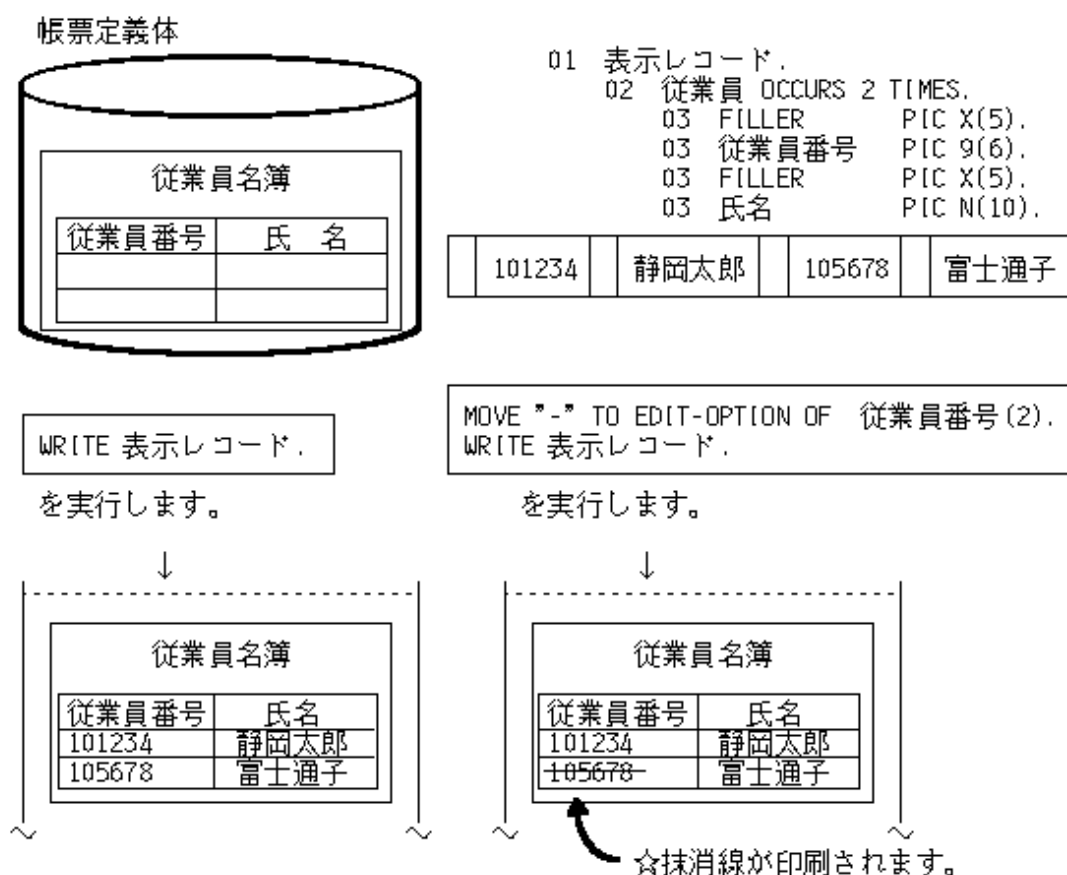 帳票定義体
従業員名簿
従業員番号 氏 名
01 表示レコード.
02 従業員 OCCURS 2 TIMES.
03 FILLER PIC X(5).
03 従業員番号 PIC 9(6).
03 FILLER PIC X(5).
03 氏名 PIC N(10).
101234 静岡太郎 105678 富士通子
WRITE 表示レコード.
を実行します。
↓
従業員名簿
従業員番号 氏名
101234 静岡太郎
105678 富士通子
MOVE "-" TO EDIT-OPTION OF 従業員番号(2).
WRITE 表示レコード.
を実行します。
↓
従業員名簿
従業員番号 氏名
101234 静岡太郎
105678 富士通子
☆抹消線が印刷されます。